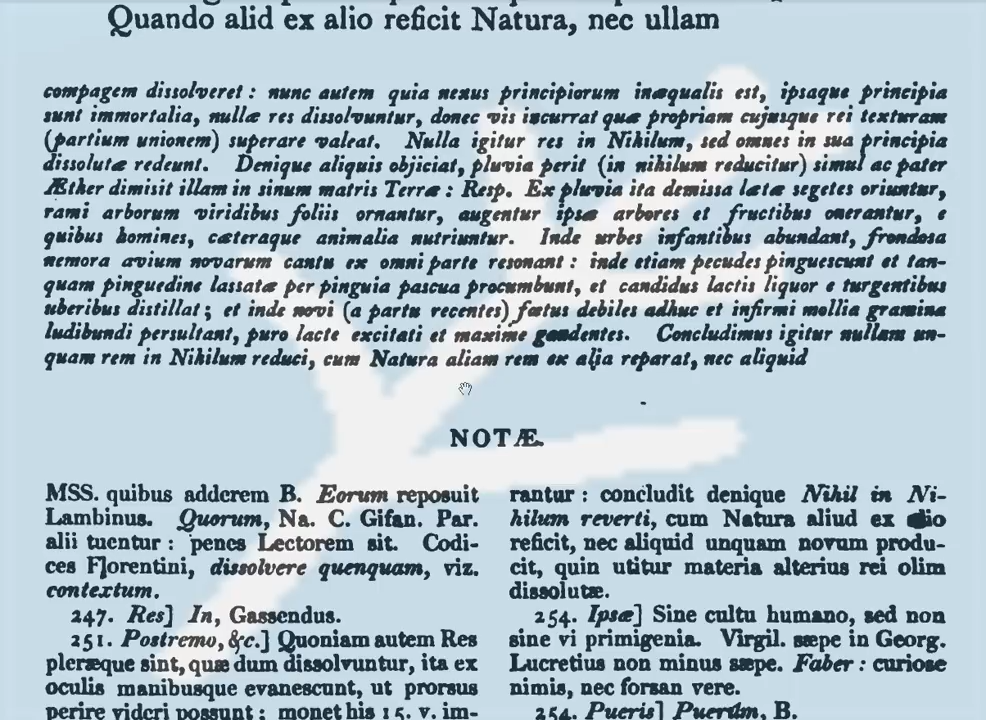 Quando alid ex alio reficit Natura, nec ullam
compagem dissolveret : nunc autem quia nexus principiorum inæqualis est, ipsaque principia
sunt immortalia, nullæ res dissolvuntur, donec vis incurrat quæ propriam cujusque rei texturam
(partium unionem) superare valeat. Nulla igitur res in Nihilum, sed omnes in sua principia
dissolutæ redeunt. Denique aliquis objiciat, pluvia perit (in nihilum reducitur) simul ac pater
Æther dimisit illam in sinum matris Terræ : Resp. Ex pluvia ita demissa lætæ segetes oriuntur,
rami arborum viridibus foliis ornantur, augentur ipsæ arbores et fructibus onerantur, e
quibus homines, cæteraque animalia nutriuntur. Inde urbes infantibus abundant, frondosa
nemora avium novarum cantu ex omni parte resonant : inde etiam pecudes pinguescunt et tan-
quam pinguedine lassatæ per pinguia pascua procumbunt, et candidus lactis liquor e turgentibus
uberibus distillat ; et inde novi (a partu recentes) fœtus debiles adhuc et infirmi mollia gramina
ludibundi persultant, puro lacte excitati et maxime gaudentes. Concludimus igitur nullam un-
quam rem in Nihilum reduci, cum Natura aliam rem ex alia reparat, nec aliquid
NOTÆ.
MSS. quibus adderem B. Eorum reposuit
Lambinus. Quorum, Na. C. Gifan. Par.
alii tuentur : penes Lectorem sit. Codi-
ces Florentini, dissolvere quenquam, viz.
contextum.
247. Res] In, Gassendus.
251. Postremo, &c.] Quoniam autem Res
pleræque sint, quæ dum dissolvuntur, ita ex
oculis manibusque evanescunt, ut prorsus
perire videri possunt ; monet his 15. v. im-
rantur : concludit denique Nihil in Ni-
hilum reverti, cum Natura aliud ex alio
reficit, nec aliquid unquam novum produ-
cit, quin utitur materia alterius rei olim
dissolutæ.
254. Ipsæ] Sine cultu humano, sed non
sine vi primigenia. Virgil. sæpe in Georg.
Lucretius non minus sæpe. Faber : curiose
nimis, nec forsan vere.
254. Pueris] Puerûm, B.